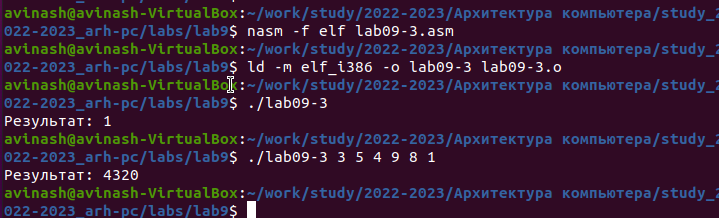 avinash@avinash-VirtualBox:~/work/study/2022-2023/Архитектура компьютера/study_2
022-2023_arh-pc/labs/lab9$ nasm -f elf lab09-3.asm
avinash@avinash-VirtualBox:~/work/study/2022-2023/Архитектура компьютера/study_2
022-2023_arh-pc/labs/lab9$ ld -m elf_i386 -o lab09-3 lab09-3.o
avinash@avinash-VirtualBox:~/work/study/2022-2023/Архитектура компьютера/study_2
022-2023_arh-pc/labs/lab9$ ./lab09-3
Результат: 1
avinash@avinash-VirtualBox:~/work/study/2022-2023/Архитектура компьютера/study_2
022-2023_arh-pc/labs/lab9$ ./lab09-3 3 5 4 9 8 1
Результат: 4320
avinash@avinash-VirtualBox:~/work/study/2022-2023/Архитектура компьютера/study_2
022-2023_arh-pc/labs/lab9$